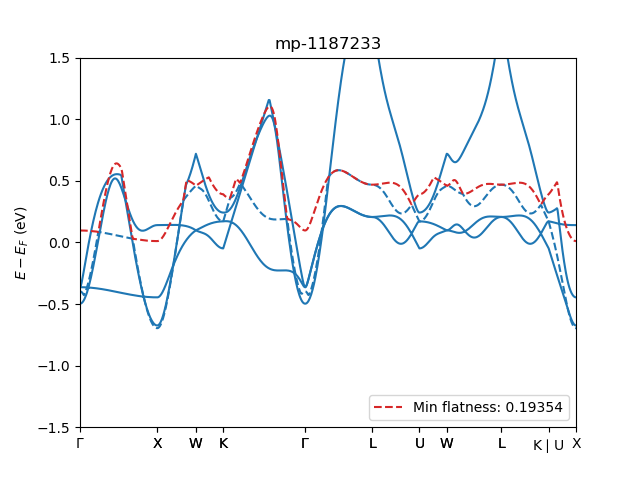 mp-1187233
E − E_F (eV)
1.5
1.0
0.5
0.0
−0.5
−1.0
−1.5
Min flatness: 0.19354
Γ X W K Γ L U W L K | U X